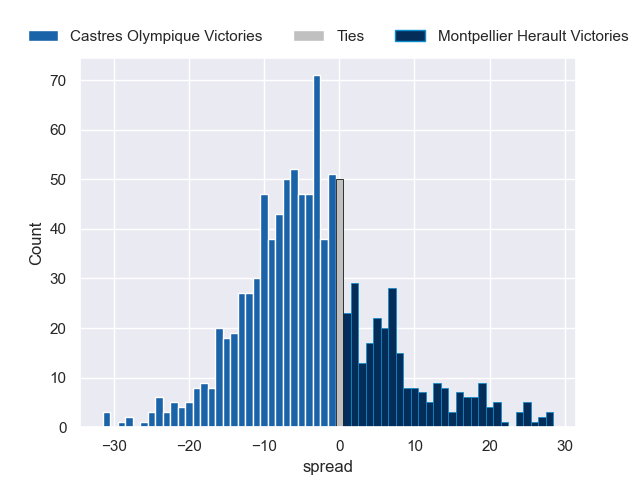 Castres Olympique Victories Ties Montpellier Herault Victories
70
60
50
40
30
20
10
0
Count
−30 −20 −10 0 10 20 30
spread